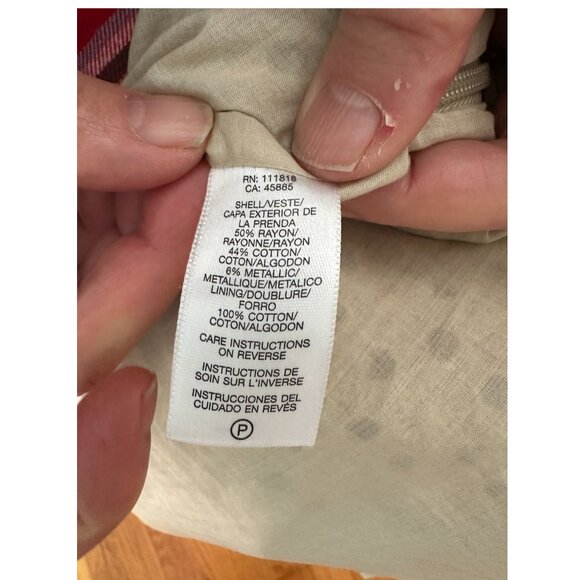 RN: 111818
CA: 45885
SHELL/VESTE/
CAPA EXTERIOR DE
LA PRENDA
50% RAYON/
RAYONNE/RAYON
44% COTTON/
COTON/ALGODON
6% METALLIC/
METALLIQUE/METALICO
LINING/DOUBLURE/
FORRO
100% COTTON/
COTON/ALGODON
CARE INSTRUCTIONS
ON REVERSE
INSTRUCTIONS DE
SOIN SUR L'INVERSE
INSTRUCCIONES DEL
CUIDADO EN REVÉS
P